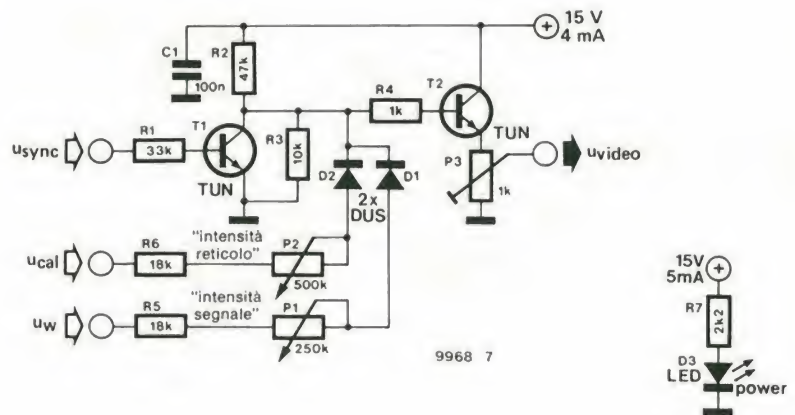 15 V
4 mA
C1
R2
47k
100n
T1
R3
10k
R4
1k
T2
TUN
usync
R1
33k
TUN
D2
D1
2x
DUS
P3
1k
uvideo
ucal
R6
18k
"intensità
reticolo"
P2
500k
uw
R5
18k
"intensità
segnale"
P1
250k
9968 7
15V
5mA
R7
2k2
D3
LED
power